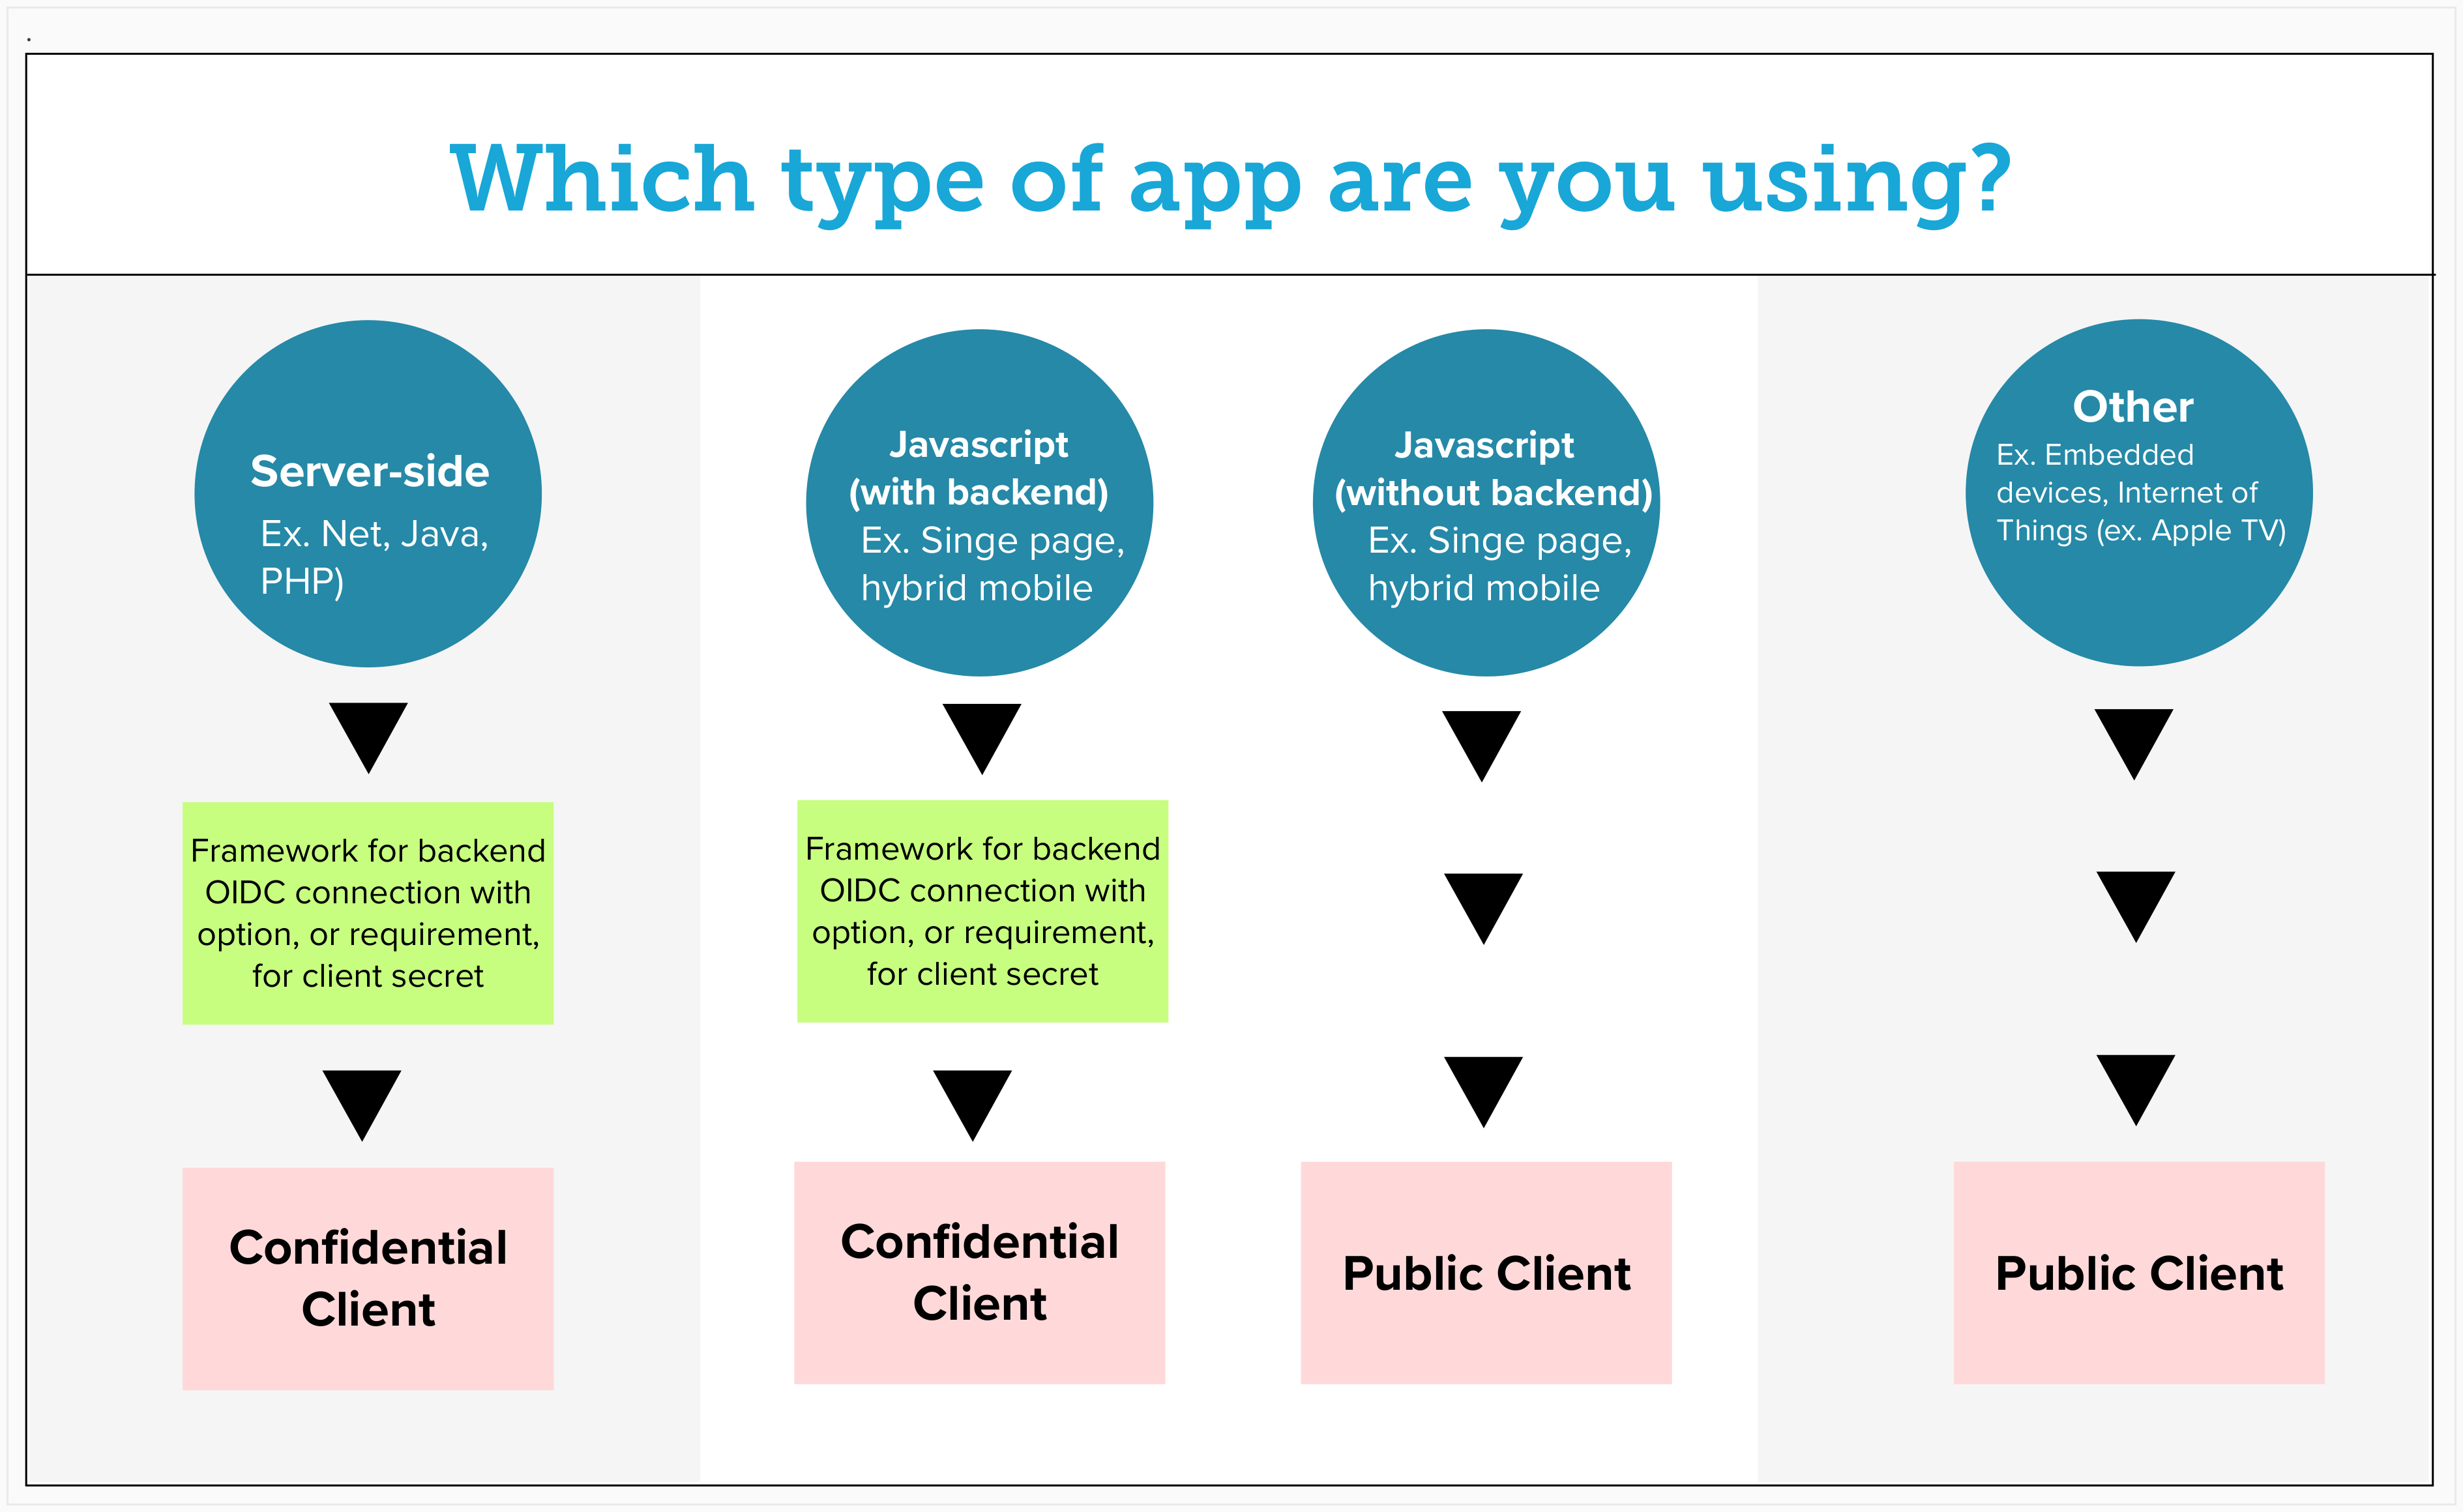 .
Which type of app are you using?
Server-side
Ex. Net, Java,
PHP)
Javascript
(with backend)
Ex. Singe page,
hybrid mobile
Javascript
(without backend)
Ex. Singe page,
hybrid mobile
Other
Ex. Embedded
devices, Internet of
Things (ex. Apple TV)
Framework for backend
OIDC connection with
option, or requirement,
for client secret
Framework for backend
OIDC connection with
option, or requirement,
for client secret
Confidential
Client
Confidential
Client
Public Client
Public Client